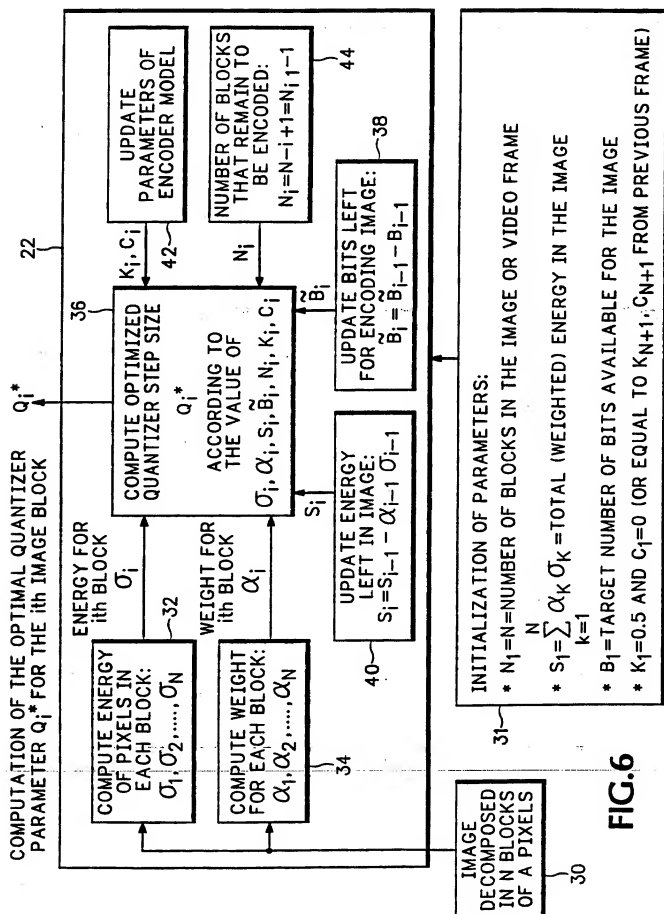 COMPUTATION OF THE OPTIMAL QUANTIZER
PARAMETER Qi* FOR THE ith IMAGE BLOCK
22
Qi*
COMPUTE ENERGY
OF PIXELS IN
EACH BLOCK:
σ1, σ2,....., σN
32
ENERGY FOR
ith BLOCK
σi
COMPUTE WEIGHT
FOR EACH BLOCK:
α1, α2,....., αN
34
WEIGHT FOR
ith BLOCK
αi
36
COMPUTE OPTIMIZED
QUANTIZER STEP SIZE
Qi*
ACCORDING TO
THE VALUE OF
σi, αi, Si, B̃i, Ni, Ki, Ci
Ki, Ci
UPDATE
PARAMETERS OF
ENCODER MODEL
42
Ni
NUMBER OF BLOCKS
THAT REMAIN TO
BE ENCODED:
Ni=N-i+1=Ni1-1
44
Si
UPDATE ENERGY
LEFT IN IMAGE:
Si=Si-1 - αi-1 σi-1
40
B̃i
UPDATE BITS LEFT
FOR ENCODING IMAGE:
B̃i = B̃i-1 - Bi-1
38
IMAGE
DECOMPOSED
IN N BLOCKS
OF A PIXELS
30
INITIALIZATION OF PARAMETERS:
* N1=N=NUMBER OF BLOCKS IN THE IMAGE OR VIDEO FRAME
* S1=∑ N k=1 αK σK =TOTAL (WEIGHTED) ENERGY IN THE IMAGE
* B1=TARGET NUMBER OF BITS AVAILABLE FOR THE IMAGE
* K1=0.5 AND C1=0 (OR EQUAL TO KN+1, CN+1 FROM PREVIOUS FRAME)
31
FIG.6